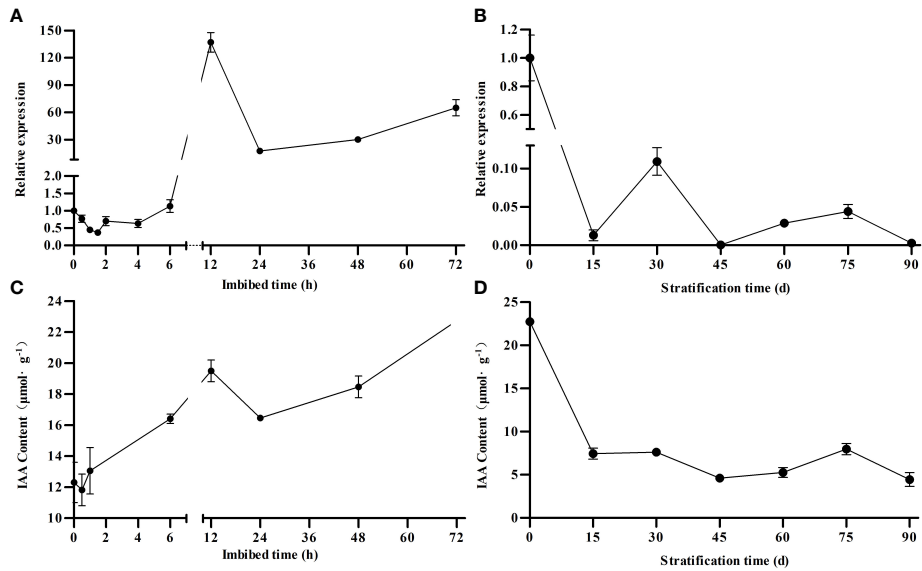 A
Relative expression
150
120
90
60
30
2.0
1.5
1.0
0.5
0.0
0 2 4 6 12 24 36 48 60 72
Imbibed time (h)
B
Relative expression
1.2
1.0
0.8
0.6
0.10
0.05
0.00
0 15 30 45 60 75 90
Stratification time (d)
C
IAA Content（μmol· g⁻¹）
24
22
20
18
16
14
12
10
0 2 4 6 12 24 36 48 60 72
Imbibed time (h)
D
IAA Content（μmol· g⁻¹）
25
20
15
10
5
0
0 15 30 45 60 75 90
Stratification time (d)